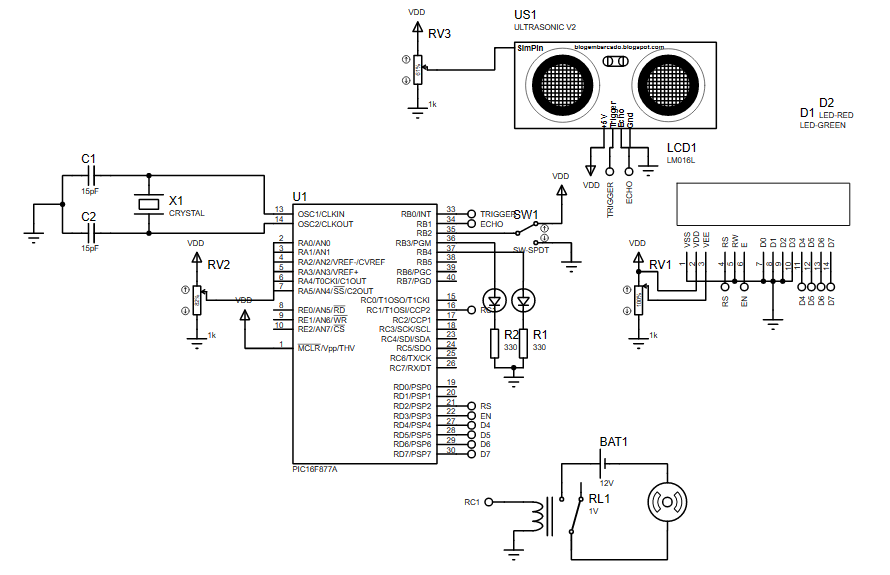 VDD
RV3
61%
1k
US1
ULTRASONIC V2
SimPin
blogembarcado.blogspot.com
+5V
Trigger
Echo
Gnd
VDD
TRIGGER
ECHO
D2
D1
LED-RED
LED-GREEN
LCD1
LM016L
VSS
VDD
VEE
RS
RW
E
D0
D1
D2
D3
D4
D5
D6
D7
1
2
3
4
5
6
7
8
9
10
11
12
13
14
RS
EN
D4
D5
D6
D7
VDD
RV1
100%
1k
C1
15pF
C2
15pF
X1
CRYSTAL
VDD
RV2
1k
VDD
U1
13 OSC1/CLKIN
14 OSC2/CLKOUT
2 RA0/AN0
3 RA1/AN1
4 RA2/AN2/VREF-/CVREF
5 RA3/AN3/VREF+
6 RA4/T0CKI/C1OUT
7 RA5/AN4/SS/C2OUT
8 RE0/AN5/RD
9 RE1/AN6/WR
10 RE2/AN7/CS
1 MCLR/Vpp/THV
RB0/INT 33 TRIGGER
RB1 34 ECHO
RB2 35
RB3/PGM 36
RB4 37
RB5 38
RB6/PGC 39
RB7/PGD 40
RC0/T1OSO/T1CKI 15
RC1/T1OSI/CCP2 16 RC1
RC2/CCP1 17
RC3/SCK/SCL 18
RC4/SDI/SDA 23
RC5/SDO 24
RC6/TX/CK 25
RC7/RX/DT 26
RD0/PSP0 19
RD1/PSP1 20
RD2/PSP2 21 RS
RD3/PSP3 22 EN
RD4/PSP4 27 D4
RD5/PSP5 28 D5
RD6/PSP6 29 D6
RD7/PSP7 30 D7
PIC16F877A
VDD
SW1
SW-SPDT
R2
330
R1
330
BAT1
12V
RC1
RL1
1V